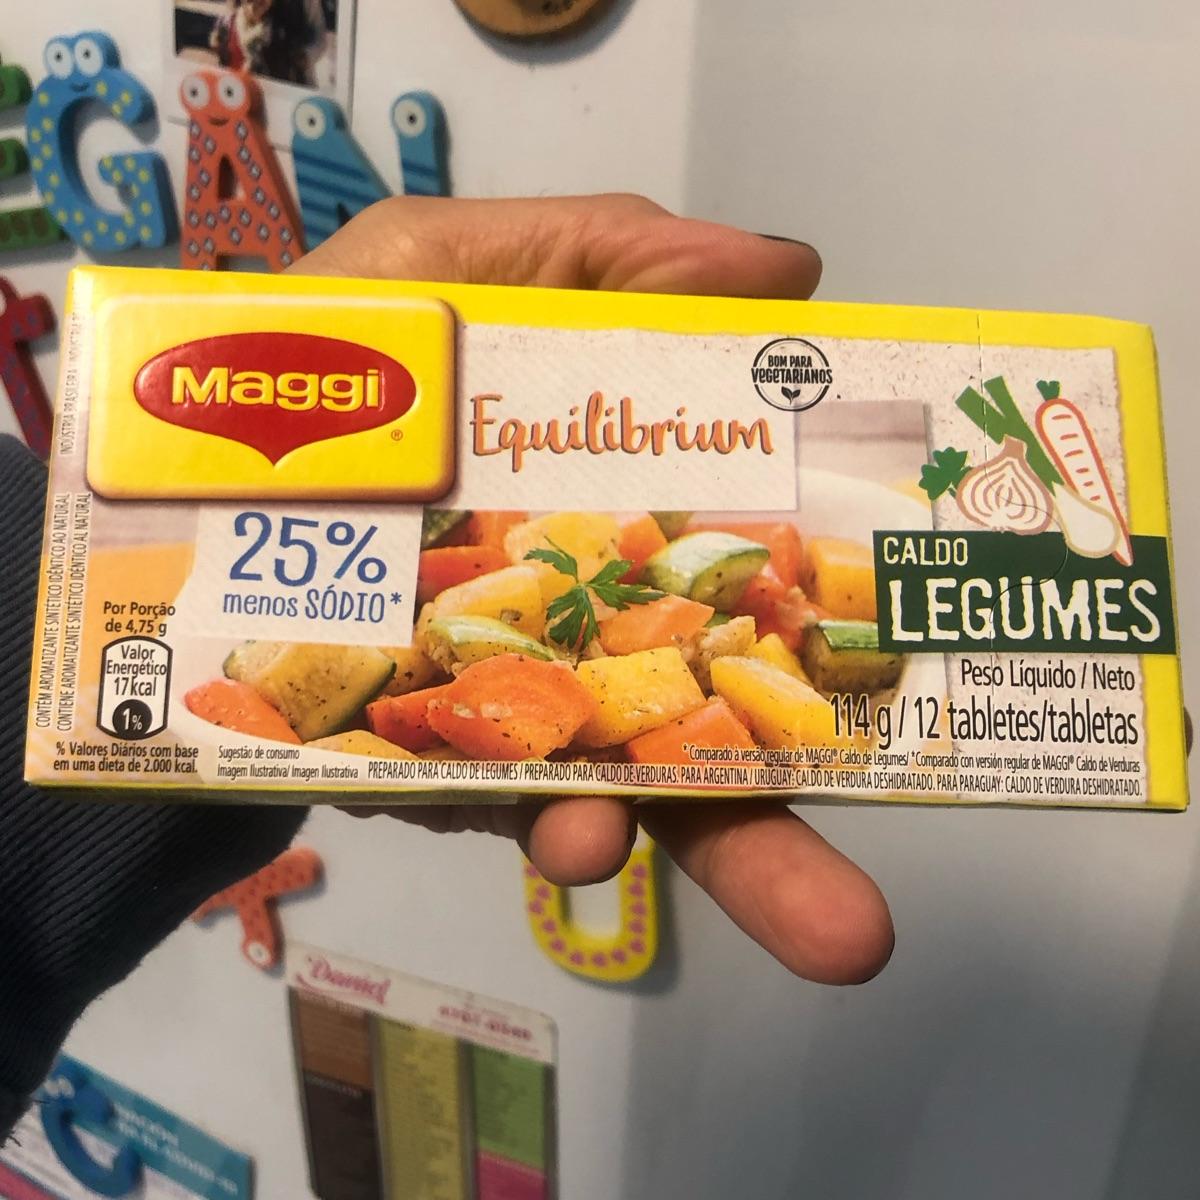 GAN
Maggi
®
Equilibrium
BOM PARA
VEGETARIANOS
25%
menos SÓDIO*
CALDO
LEGUMES
Peso Líquido / Neto
114 g / 12 tabletes/tabletas
Por Porção
de 4,75 g
Valor
Energético
17kcal
1%
% Valores Diários com base
em uma dieta de 2.000 kcal.
Sugestão de consumo
Imagem Ilustrativa/ Imagen Ilustrativa
* Comparado à versão regular de MAGGI® Caldo de Legumes/ *Comparado con versión regular de MAGGI® Caldo de Verduras
PREPARADO PARA CALDO DE LEGUMES / PREPARADO PARA CALDO DE VERDURAS. PARA ARGENTINA / URUGUAY: CALDO DE VERDURA DESHIDRATADO. PARA PARAGUAY: CALDO DE VERDURA DESHIDRATADO.
CONTÉM AROMATIZANTE SINTÉTICO IDÊNTICO AO NATURAL
CONTIENE AROMATIZANTE SINTÉTICO IDÉNTICO AL NATURAL
INDÚSTRIA BRASILEIRA